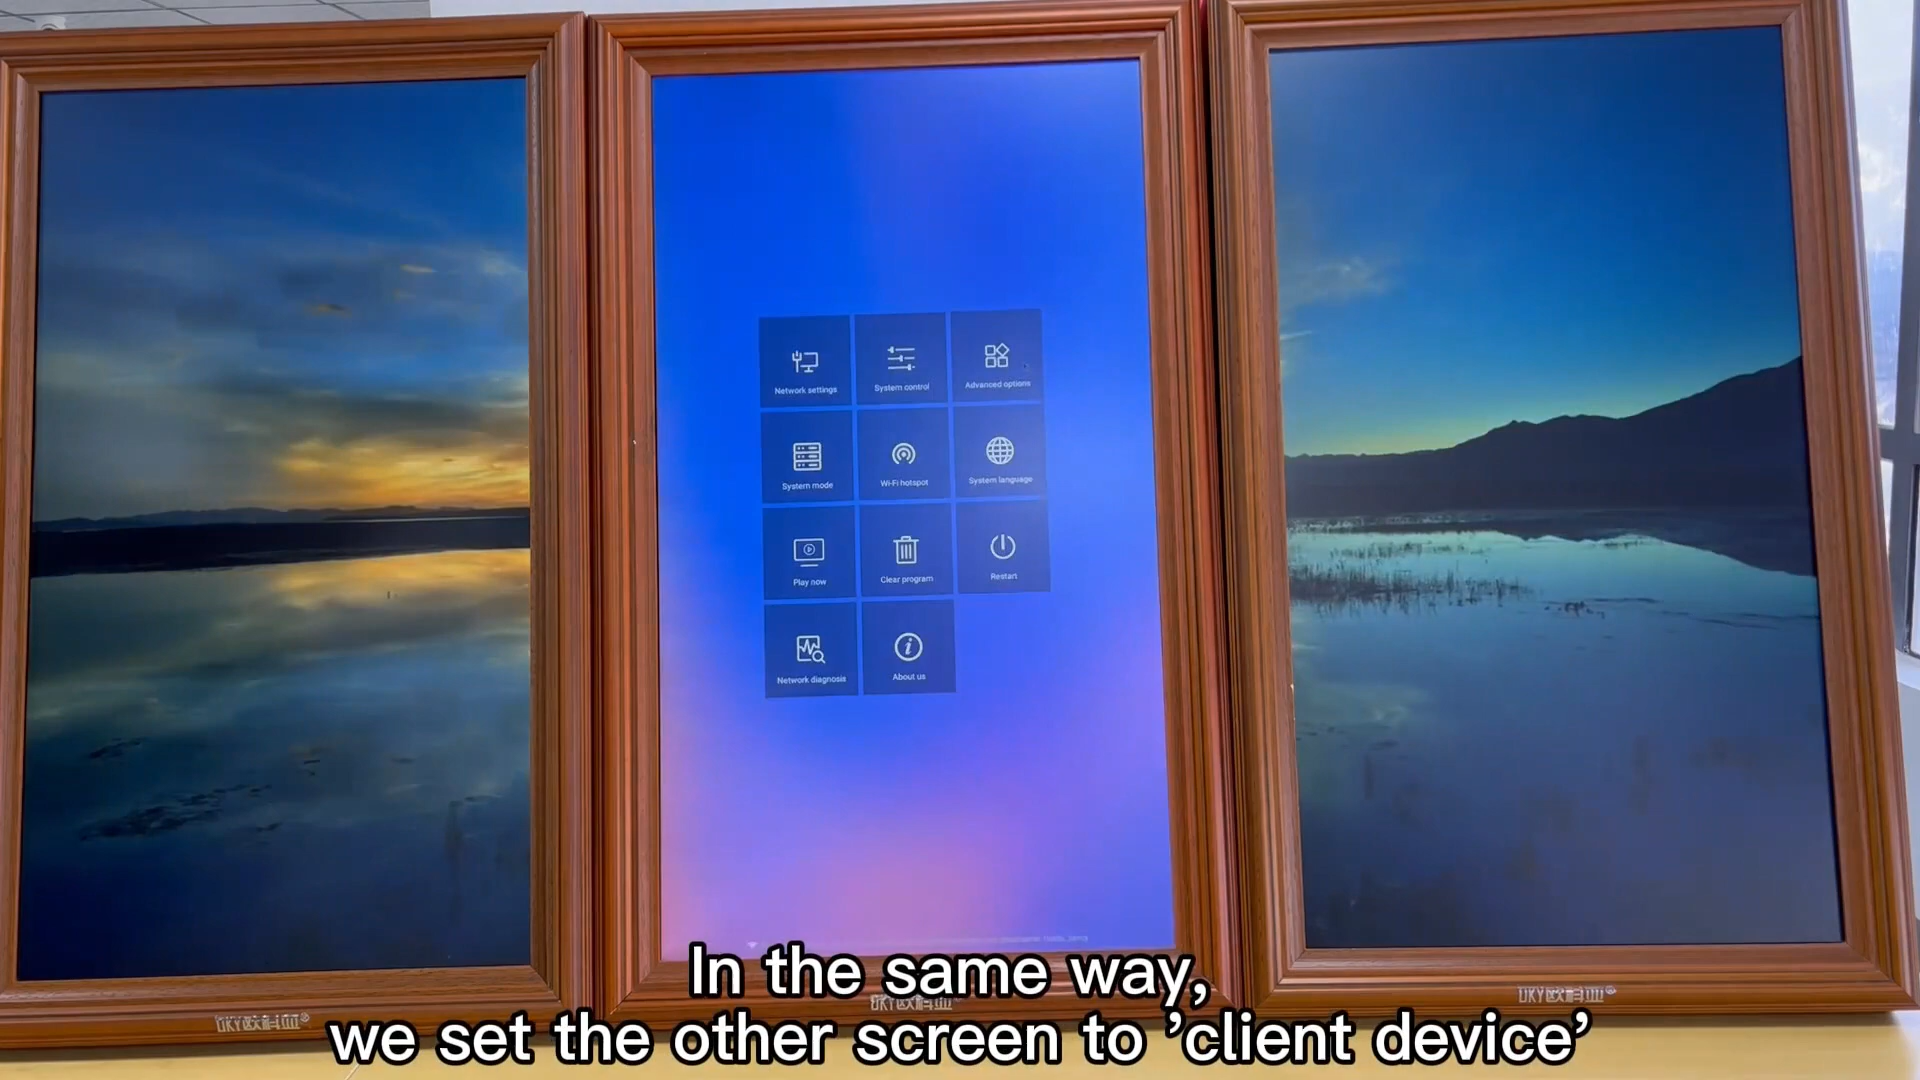 Network settings
System control
Advanced options
System mode
Wi-Fi hotspot
System language
Play now
Clear program
Restart
Network diagnosis
About us
In the same way,
we set the other screen to 'client device'